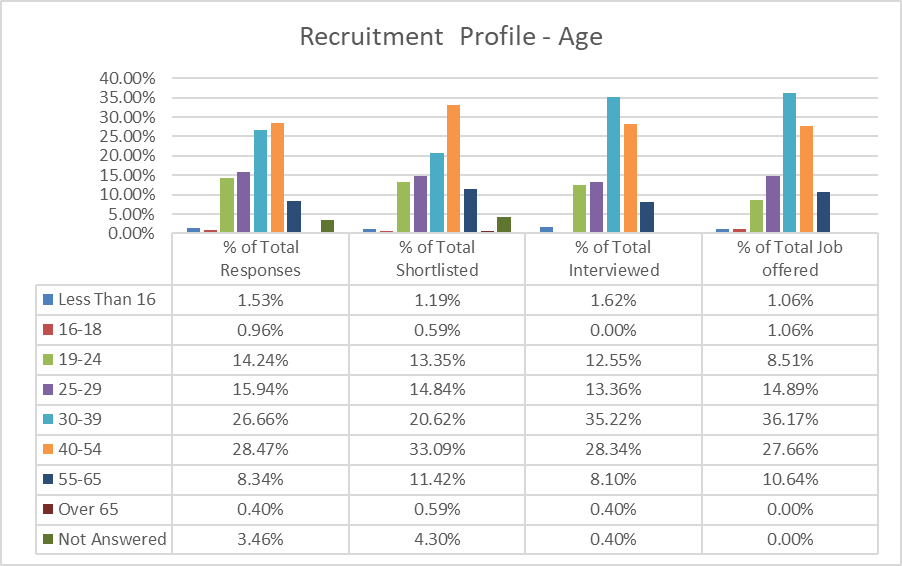 Recruitment Profile - Age
40.00%
35.00%
30.00%
25.00%
20.00%
15.00%
10.00%
5.00%
0.00%
% of Total Responses % of Total Shortlisted % of Total Interviewed % of Total Job offered
Less Than 16 1.53% 1.19% 1.62% 1.06%
16-18 0.96% 0.59% 0.00% 1.06%
19-24 14.24% 13.35% 12.55% 8.51%
25-29 15.94% 14.84% 13.36% 14.89%
30-39 26.66% 20.62% 35.22% 36.17%
40-54 28.47% 33.09% 28.34% 27.66%
55-65 8.34% 11.42% 8.10% 10.64%
Over 65 0.40% 0.59% 0.40% 0.00%
Not Answered 3.46% 4.30% 0.40% 0.00%